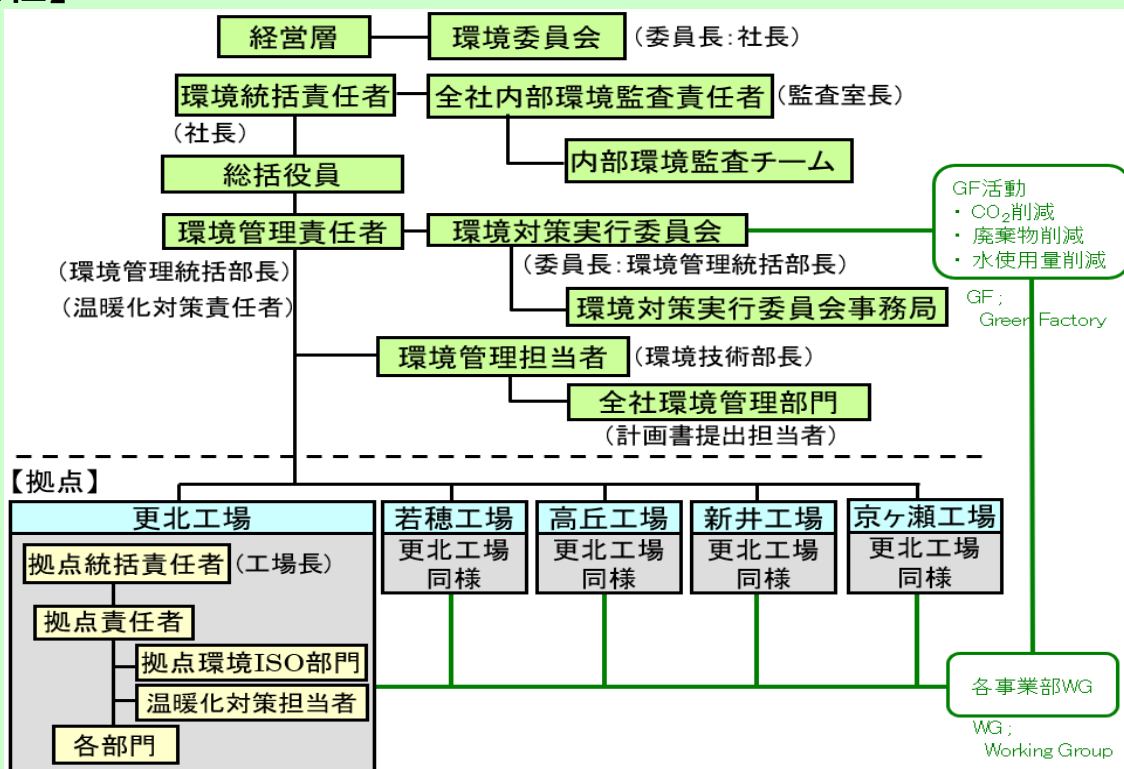 経営層
環境委員会
(委員長:社長)
環境統括責任者
全社内部環境監査責任者
(監査室長)
(社長)
内部環境監査チーム
総括役員
環境管理責任者
環境対策実行委員会
(環境管理統括部長)
(温暖化対策責任者)
(委員長:環境管理統括部長)
環境対策実行委員会事務局
GF活動
・ CO₂削減
・ 廃棄物削減
・ 水使用量削減
GF;
Green Factory
環境管理担当者
(環境技術部長)
全社環境管理部門
(計画書提出担当者)
【拠点】
更北工場
拠点統括責任者
(工場長)
拠点責任者
拠点環境ISO部門
温暖化対策担当者
各部門
若穂工場
更北工場
同様
高丘工場
更北工場
同様
新井工場
更北工場
同様
京ヶ瀬工場
更北工場
同様
各事業部WG
WG;
Working Group